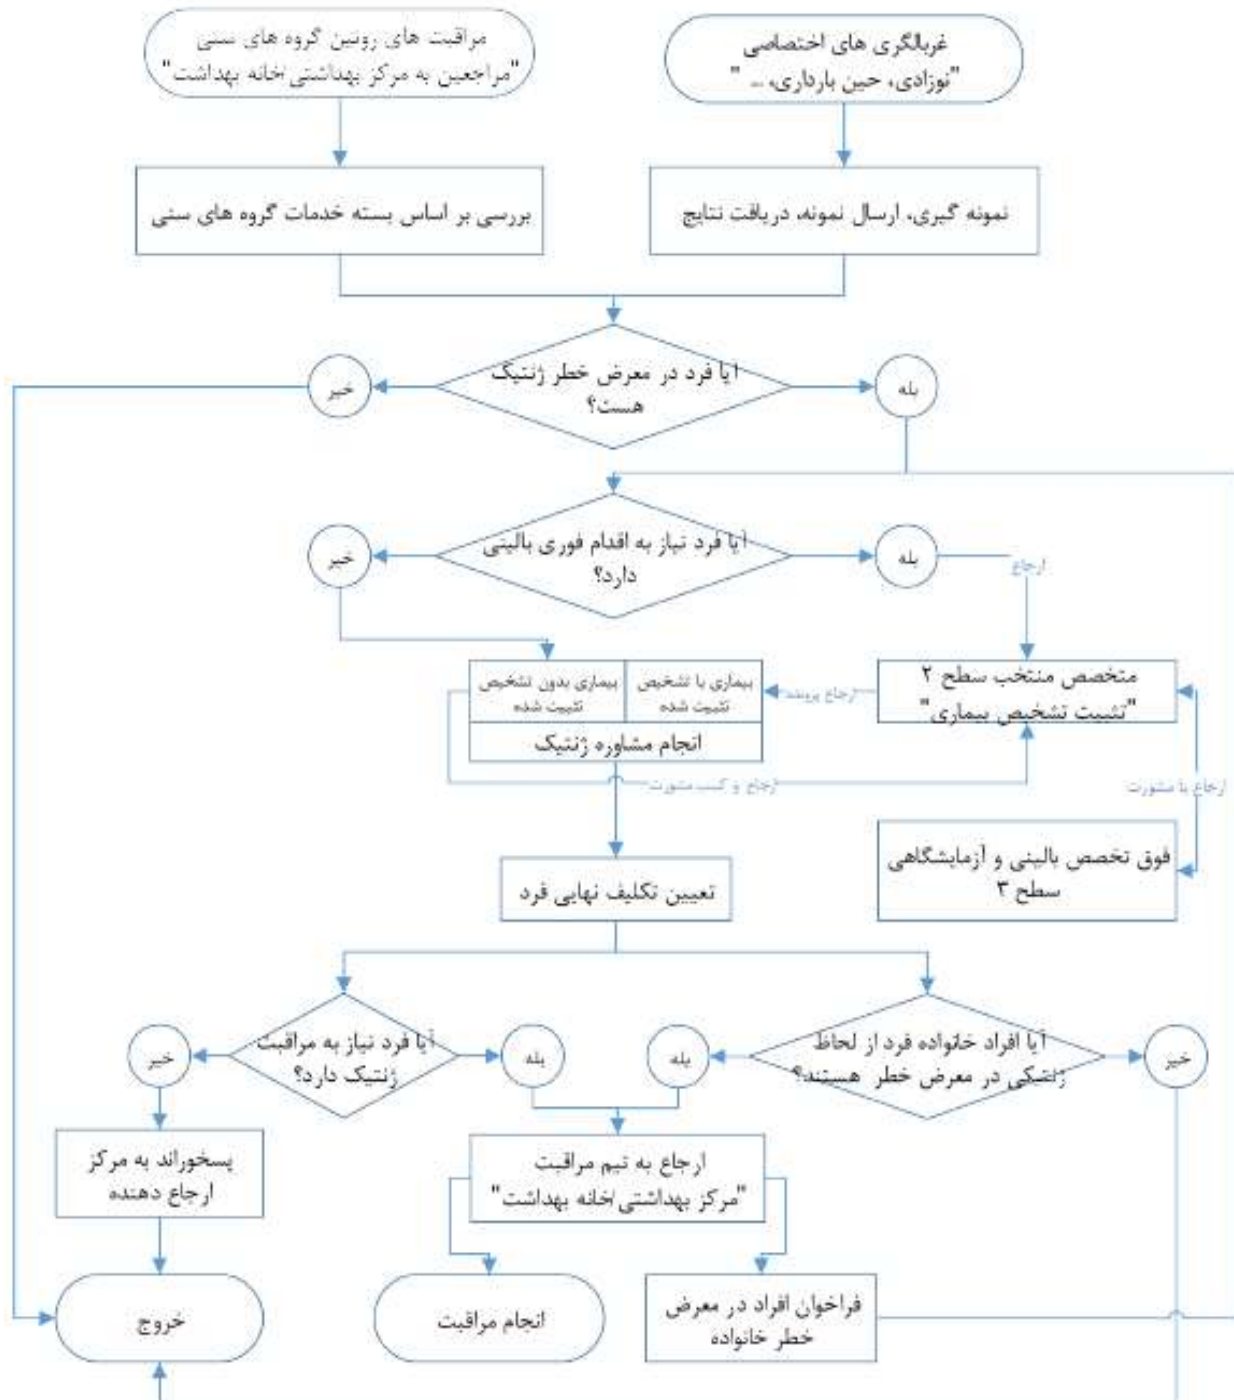 غربالگری های اختصاصی
"نوزادی، حین بارداری، ... "
مراقبت های روتین گروه های سنی
"مراجعین به مرکز بهداشتی/خانه بهداشت"
نمونه گیری، ارسال نمونه، دریافت نتایج
بررسی بر اساس بسته خدمات گروه های سنی
آیا فرد در معرض خطر ژنتیک
هست؟
بله
خیر
آیا فرد نیاز به اقدام فوری بالینی
دارد؟
بله
خیر
ارجاع
متخصص منتخب سطح ۲
"تثبیت تشخیص بیماری"
ارجاع پرونده
بیماری با تشخیص
تثبیت شده
بیماری بدون تشخیص
تثبیت شده
انجام مشاوره ژنتیک
ارجاع یا مشورت
ارجاع و کسب مشورت
فوق تخصص بالینی و آزمایشگاهی
سطح ۳
تعیین تکلیف نهایی فرد
آیا افراد خانواده فرد از لحاظ
ژنتیکی در معرض خطر هستند؟
خیر
بله
آیا فرد نیاز به مراقبت
ژنتیک دارد؟
بله
خیر
ارجاع به تیم مراقبت
"مرکز بهداشتی/خانه بهداشت"
پسخوراند به مرکز
ارجاع دهنده
فراخوان افراد در معرض
خطر خانواده
انجام مراقبت
خروج